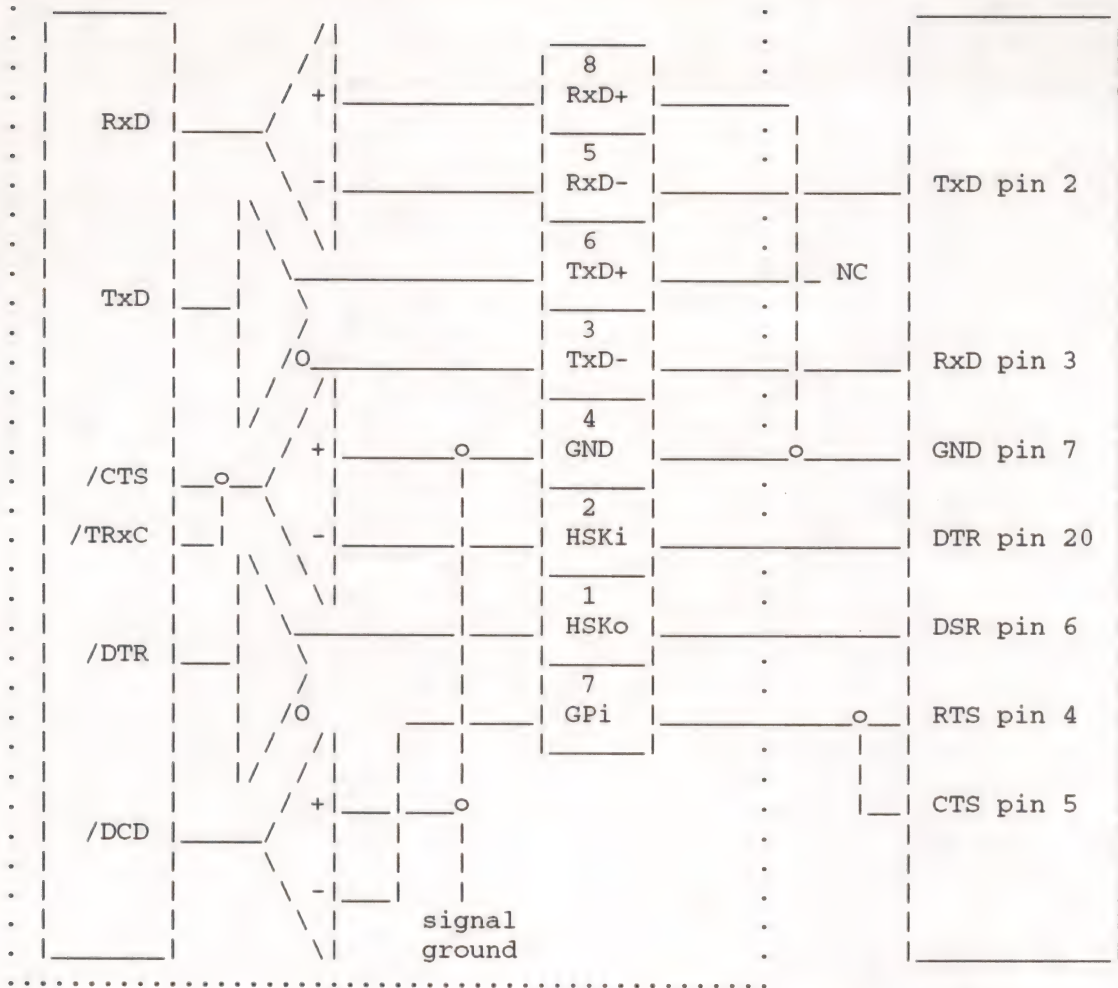 8
+ RxD+
RxD
5
- RxD- TxD pin 2
6
TxD+ NC
TxD
3
TxD- RxD pin 3
4
+ GND GND pin 7
/CTS
2
/TRxC - HSKi DTR pin 20
1
HSKo DSR pin 6
/DTR
7
GPi RTS pin 4
+ CTS pin 5
/DCD
-
signal
ground